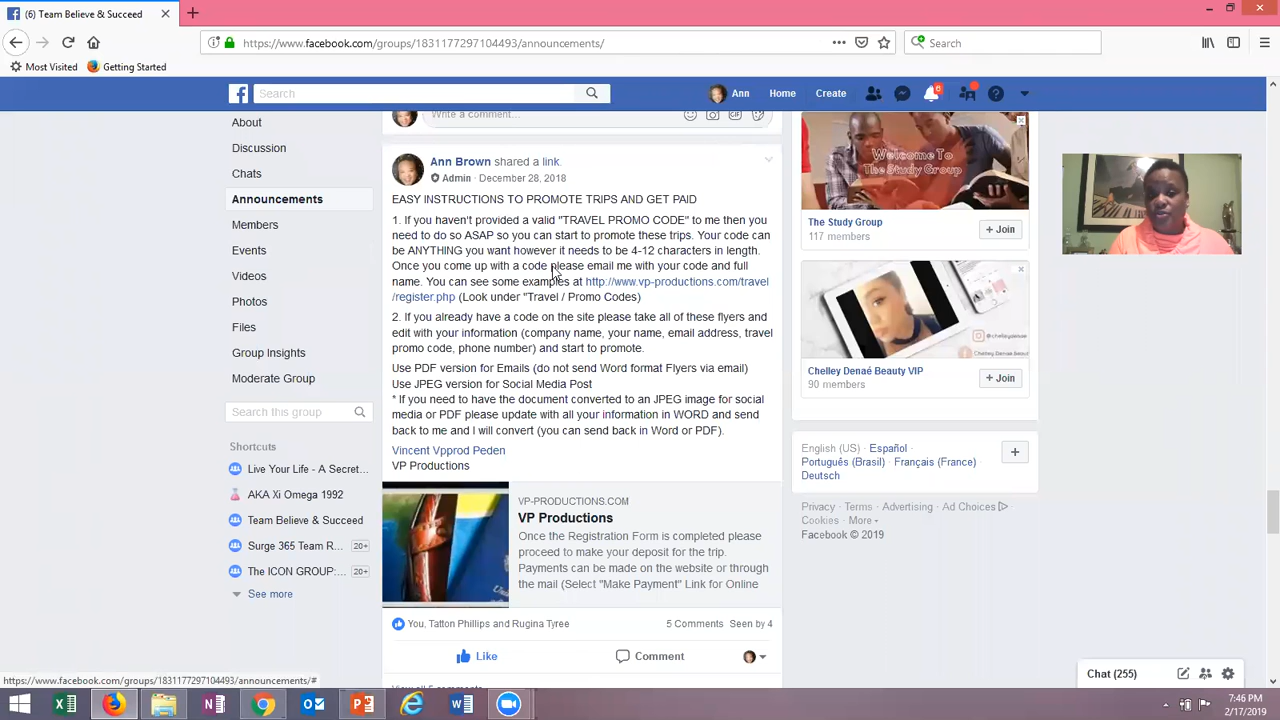 (6) Team Believe & Succeed
https://www.facebook.com/groups/1831177297104493/announcements/
Search
Most Visited
Getting Started
Search
Ann
Home
Create
6
About
Discussion
Chats
Announcements
Members
Events
Videos
Photos
Files
Group Insights
Moderate Group
Search this group
Shortcuts
Live Your Life - A Secret...
AKA Xi Omega 1992
Team Believe & Succeed
Surge 365 Team R... 20+
The ICON GROUP:... 20+
See more
https://www.facebook.com/groups/1831177297104493/announcements/#
Write a comment...
GIF
Ann Brown shared a link.
Admin · December 28, 2018
EASY INSTRUCTIONS TO PROMOTE TRIPS AND GET PAID
1. If you haven't provided a valid "TRAVEL PROMO CODE" to me then you
need to do so ASAP so you can start to promote these trips. Your code can
be ANYTHING you want however it needs to be 4-12 characters in length.
Once you come up with a code please email me with your code and full
name. You can see some examples at http://www.vp-productions.com/travel
/register.php (Look under "Travel / Promo Codes)
2. If you already have a code on the site please take all of these flyers and
edit with your information (company name, your name, email address, travel
promo code, phone number) and start to promote.
Use PDF version for Emails (do not send Word format Flyers via email)
Use JPEG version for Social Media Post
* If you need to have the document converted to an JPEG image for social
media or PDF please update with all your information in WORD and send
back to me and I will convert (you can send back in Word or PDF).
Vincent Vpprod Peden
VP Productions
VP-PRODUCTIONS.COM
VP Productions
Once the Registration Form is completed please
proceed to make your deposit for the trip.
Payments can be made on the website or through
the mail (Select "Make Payment" Link for Online
You, Tatton Phillips and Rugina Tyree
5 Comments Seen by 4
Like
Comment
Welcome To
The Study Group
The Study Group
117 members
+ Join
@chelleypaisse
Chelley Denaé Beauty
Chelley Denaé Beauty VIP
90 members
+ Join
English (US) · Español ·
Português (Brasil) · Français (France) ·
Deutsch
Privacy · Terms · Advertising · Ad Choices
Cookies · More
Facebook © 2019
Chat (255)
7:46 PM
2/17/2019